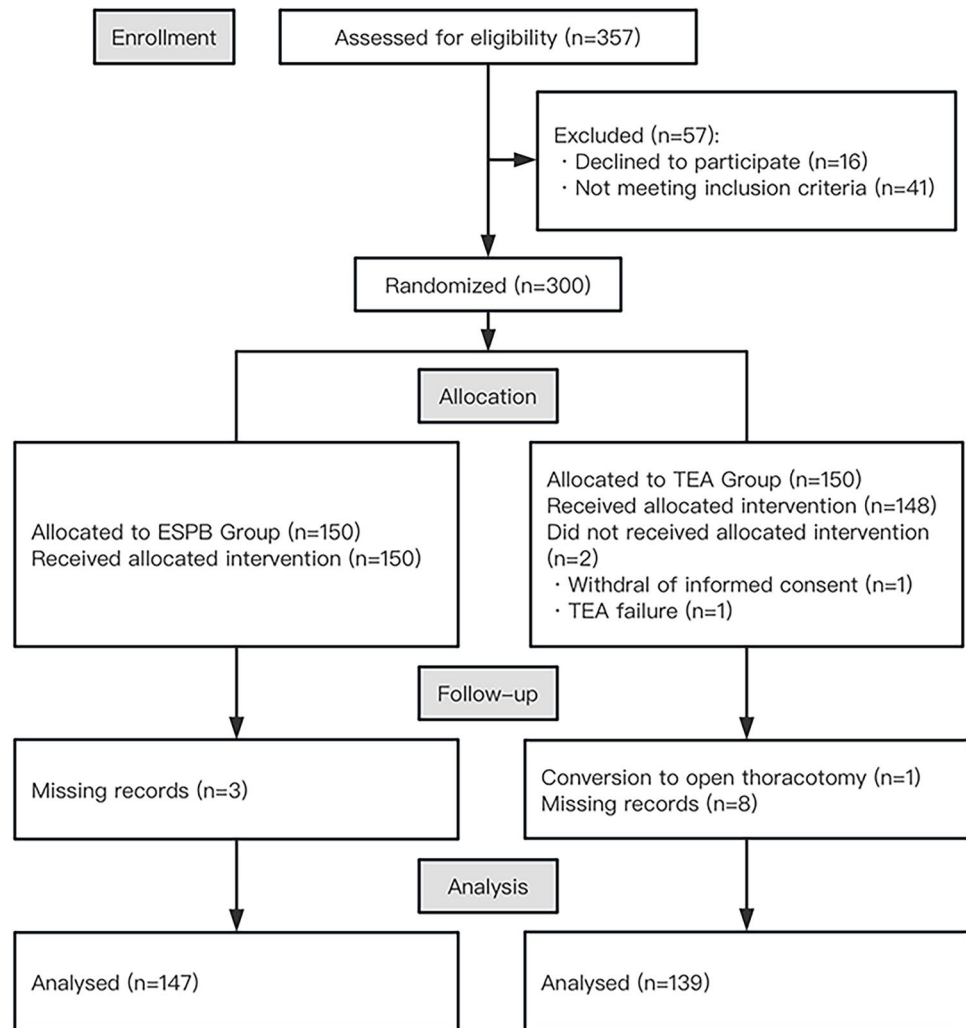 Enrollment
Assessed for eligibility (n=357)
Excluded (n=57):
· Declined to participate (n=16)
· Not meeting inclusion criteria (n=41)
Randomized (n=300)
Allocation
Allocated to ESPB Group (n=150)
Received allocated intervention (n=150)
Allocated to TEA Group (n=150)
Received allocated intervention (n=148)
Did not received allocated intervention
(n=2)
· Withdral of informed consent (n=1)
· TEA failure (n=1)
Follow-up
Missing records (n=3)
Conversion to open thoracotomy (n=1)
Missing records (n=8)
Analysis
Analysed (n=147)
Analysed (n=139)